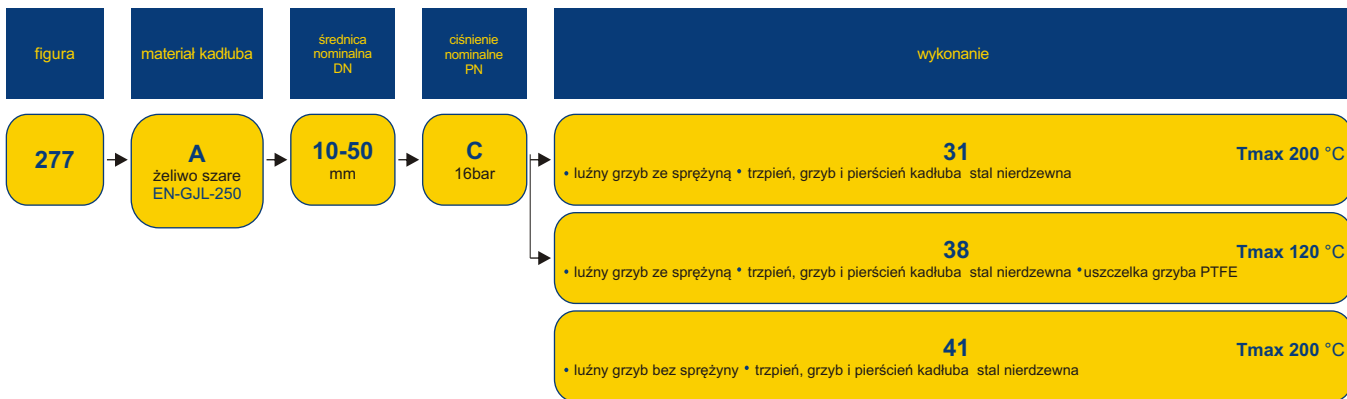 figura
materiał kadłuba
średnica
nominalna
DN
ciśnienie
nominalne
PN
wykonanie
277
A
żeliwo szare
EN-GJL-250
10-50
mm
C
16bar
31 Tmax 200 °C
• luźny grzyb ze sprężyną • trzpień, grzyb i pierścień kadłuba stal nierdzewna
38 Tmax 120 °C
• luźny grzyb ze sprężyną • trzpień, grzyb i pierścień kadłuba stal nierdzewna •uszczelka grzyba PTFE
41 Tmax 200 °C
• luźny grzyb bez sprężyny • trzpień, grzyb i pierścień kadłuba stal nierdzewna